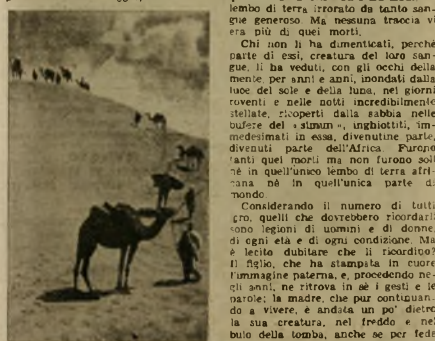 lembo di terra irrorato da tanto san-
gue generoso. Ma nessuna traccia vi
era più di quei morti.
Chi non li ha dimenticati, perchè
parte di essi, creatura del loro san-
gue, li ha veduti, con gli occhi della
mente, per anni e anni, inondati dalla
luce del sole e della luna, nei giorni
roventi e nelle notti incredibilmente
stellate, ricoperti dalla sabbia nelle
bufere del « simun », inghiottiti, im-
medesimati in essa, divenutine parte,
divenuti parte dell'Africa. Furono
tanti quei morti ma non furono soli
nè in quell'unico lembo di terra afri-
cana nè in quell'unica parte di
mondo.
Considerando il numero di tutti
loro, quelli che dovrebbero ricordarli
sono legioni di uomini e di donne,
di ogni età e di ogni condizione. Ma
è lecito dubitare che li ricordino?
Il figlio, che ha stampata in cuore
l'immagine paterna, e, procedendo ne-
gli anni, ne ritrova in sè i gesti e le
parole; la madre, che pur continuan-
do a vivere, è andata un po' dietro
la sua creatura, nel freddo e nel
buio della tomba, anche se per fede